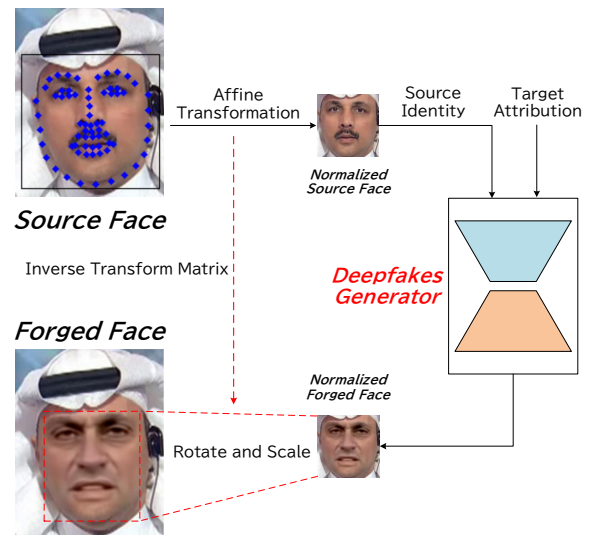 Affine
Transformation
Source
Identity
Target
Attribution
Normalized
Source Face
Source Face
Inverse Transform Matrix
Deepfakes
Generator
Forged Face
Normalized
Forged Face
Rotate and Scale